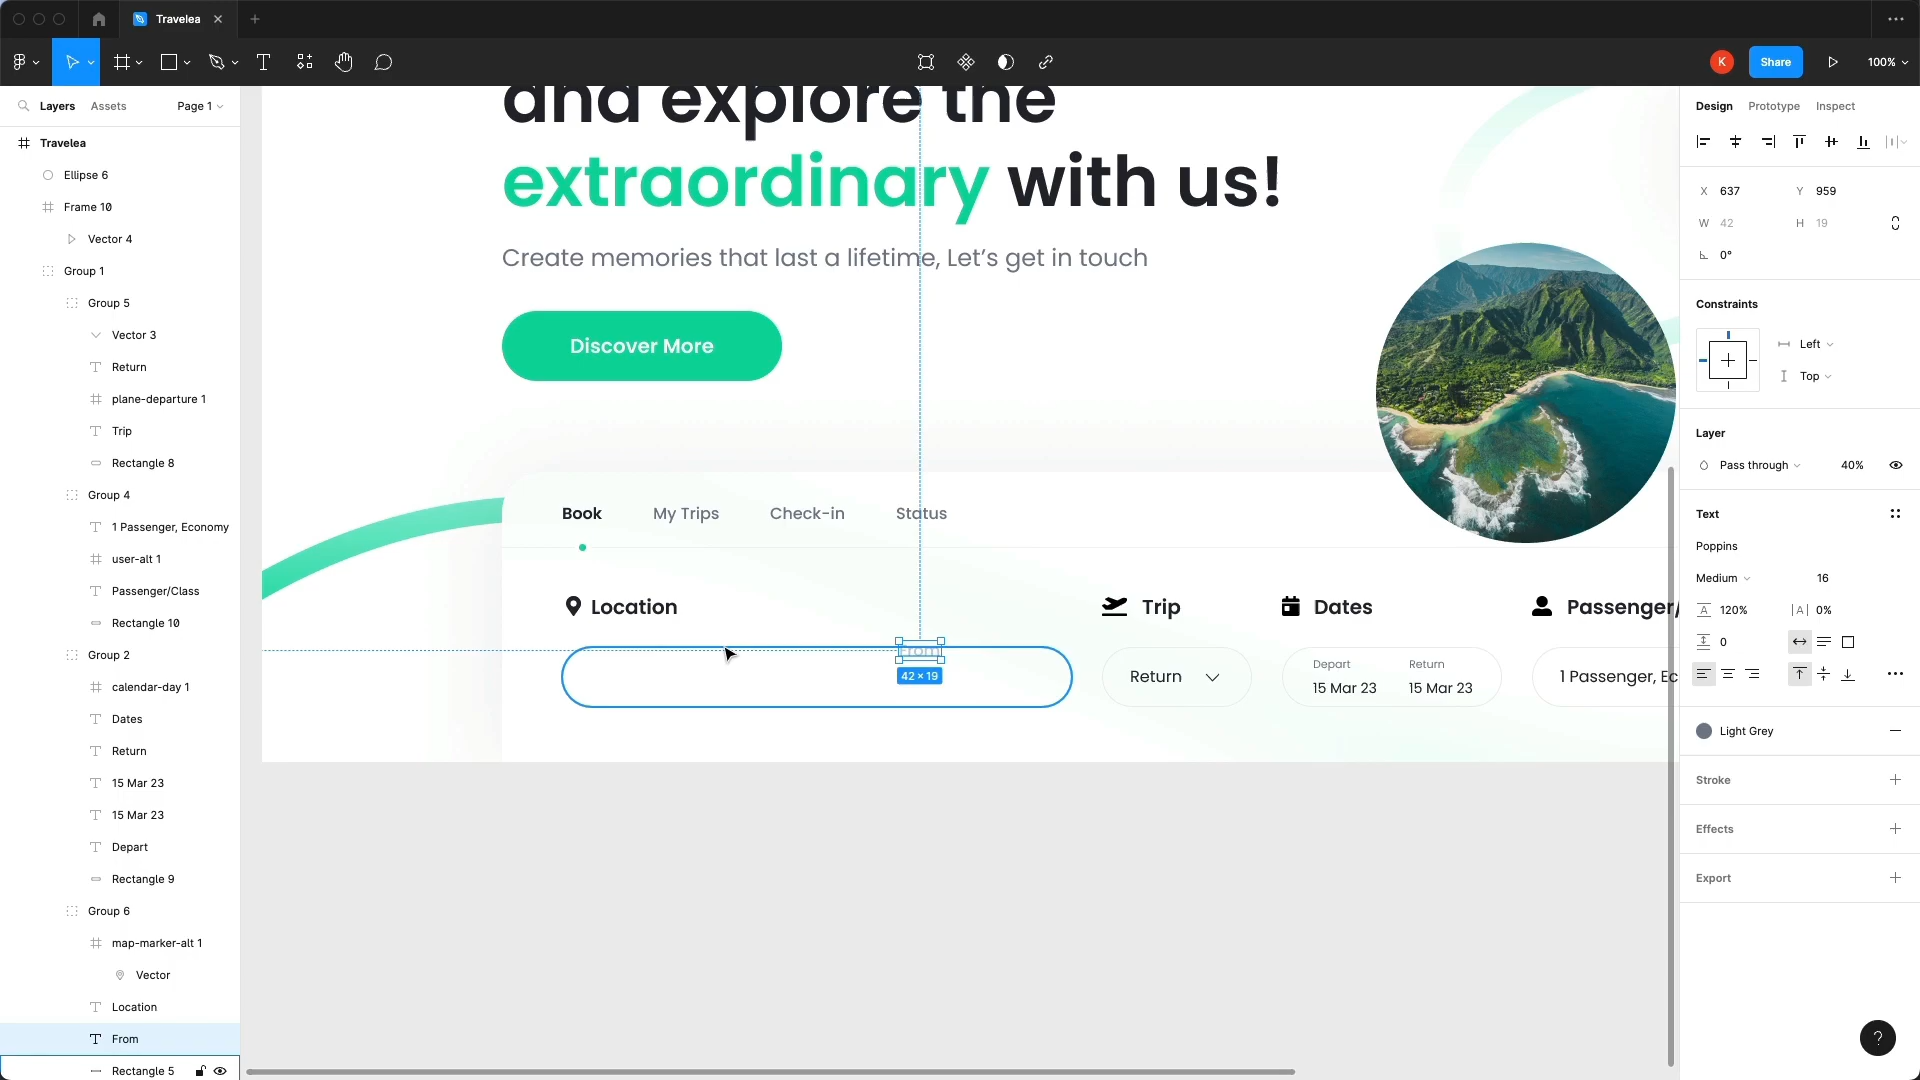 Travelea
Share
100%
Layers
Assets
Page 1
Travelea
Ellipse 6
Frame 10
Vector 4
Group 1
Group 5
Vector 3
Return
plane-departure 1
Trip
Rectangle 8
Group 4
1 Passenger, Economy
user-alt 1
Passenger/Class
Rectangle 10
Group 2
calendar-day 1
Dates
Return
15 Mar 23
15 Mar 23
Depart
Rectangle 9
Group 6
map-marker-alt 1
Vector
Location
From
Rectangle 5
and explore the
extraordinary with us!
Create memories that last a lifetime, Let's get in touch
Discover More
Book
My Trips
Check-in
Status
Location
Trip
Dates
Passenger/
From
42 × 19
Return
Depart
15 Mar 23
Return
15 Mar 23
1 Passenger, Ec
K
Design
Prototype
Inspect
X 637
Y 959
W 42
H 19
0°
Constraints
Left
Top
Layer
Pass through
40%
Text
Poppins
Medium
16
120%
0%
0
Light Grey
Stroke
Effects
Export
?